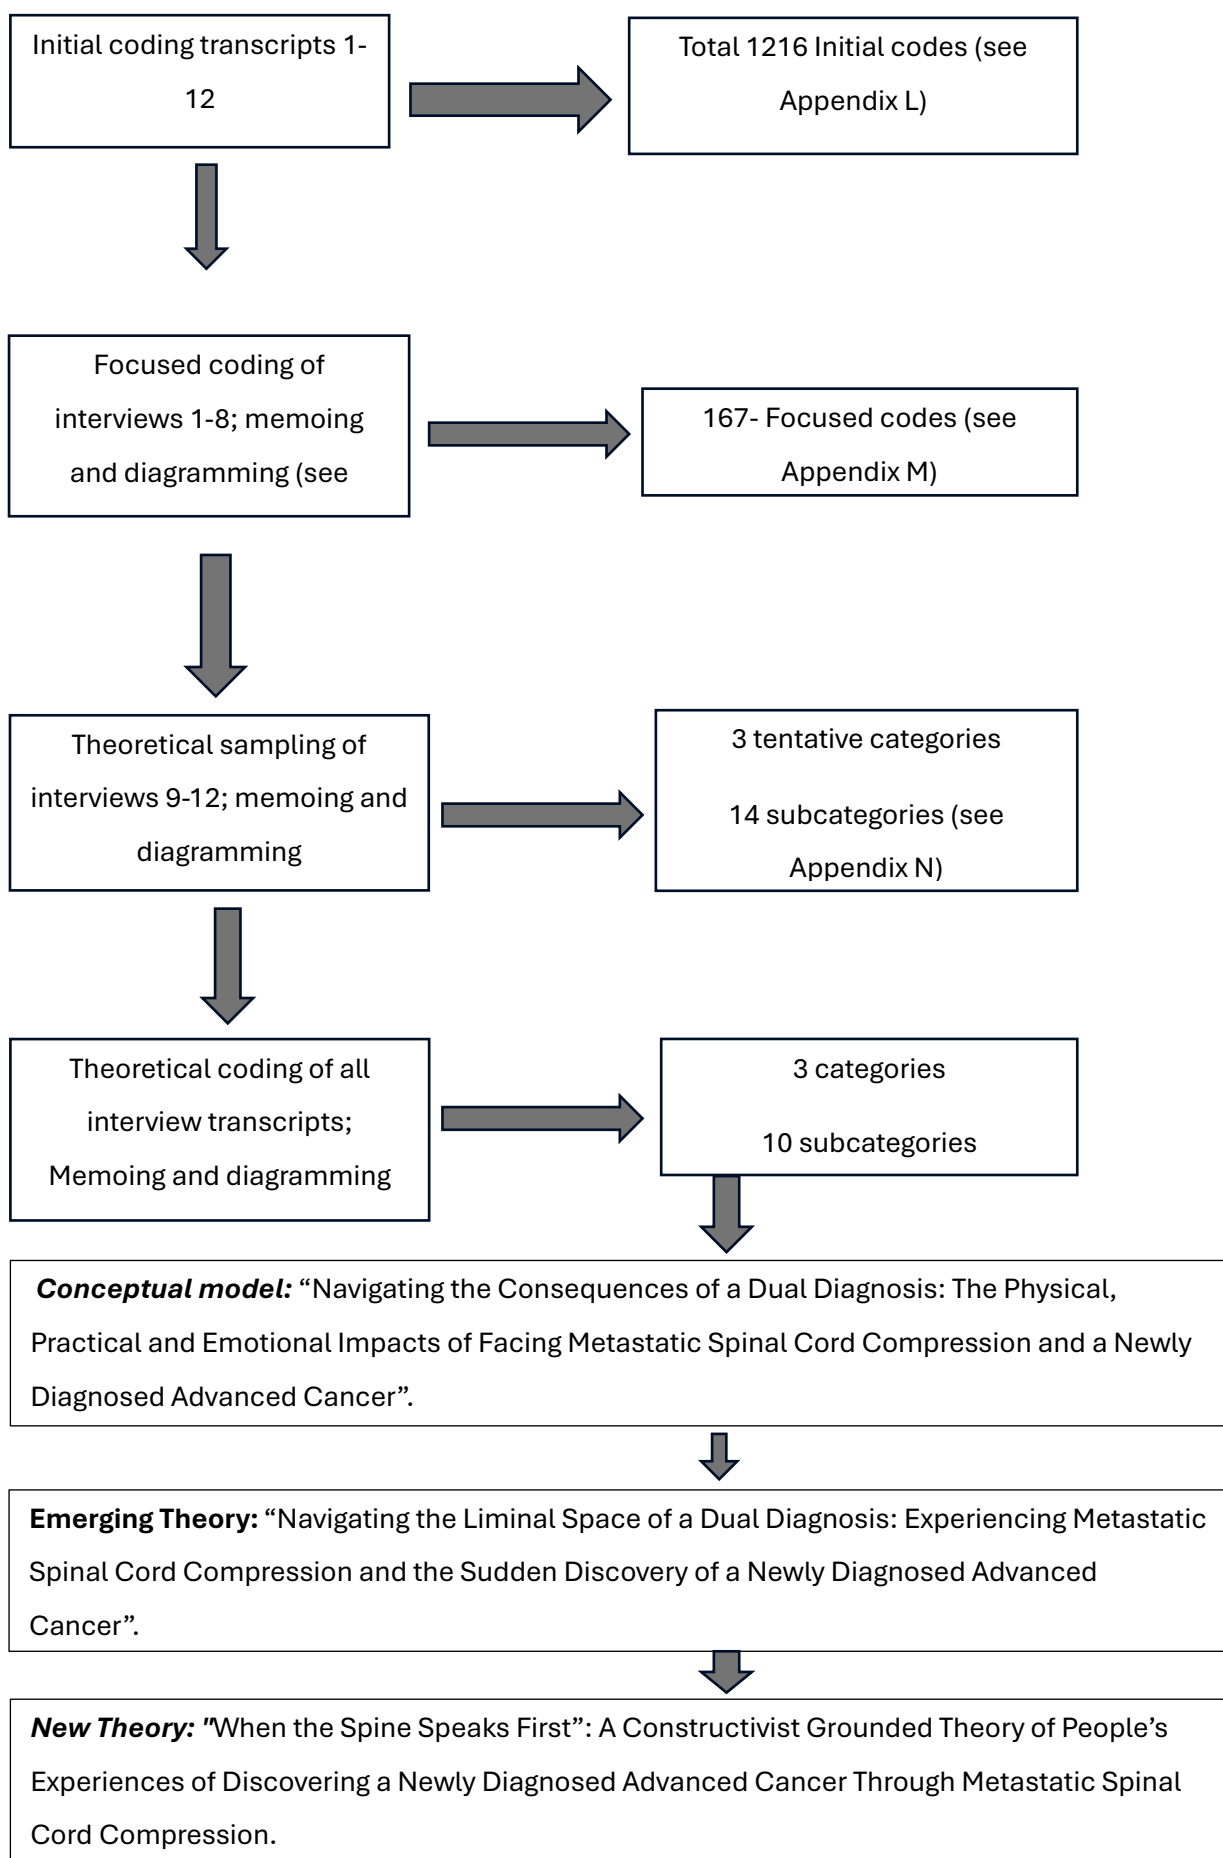 Initial coding transcripts 1-
12
Total 1216 Initial codes (see
Appendix L)
Focused coding of
interviews 1-8; memoing
and diagramming (see
167- Focused codes (see
Appendix M)
Theoretical sampling of
interviews 9-12; memoing and
diagramming
3 tentative categories
14 subcategories (see
Appendix N)
Theoretical coding of all
interview transcripts;
Memoing and diagramming
3 categories
10 subcategories
Conceptual model: “Navigating the Consequences of a Dual Diagnosis: The Physical,
Practical and Emotional Impacts of Facing Metastatic Spinal Cord Compression and a Newly
Diagnosed Advanced Cancer”.
Emerging Theory: “Navigating the Liminal Space of a Dual Diagnosis: Experiencing Metastatic
Spinal Cord Compression and the Sudden Discovery of a Newly Diagnosed Advanced
Cancer”.
New Theory: "When the Spine Speaks First”: A Constructivist Grounded Theory of People’s
Experiences of Discovering a Newly Diagnosed Advanced Cancer Through Metastatic Spinal
Cord Compression.